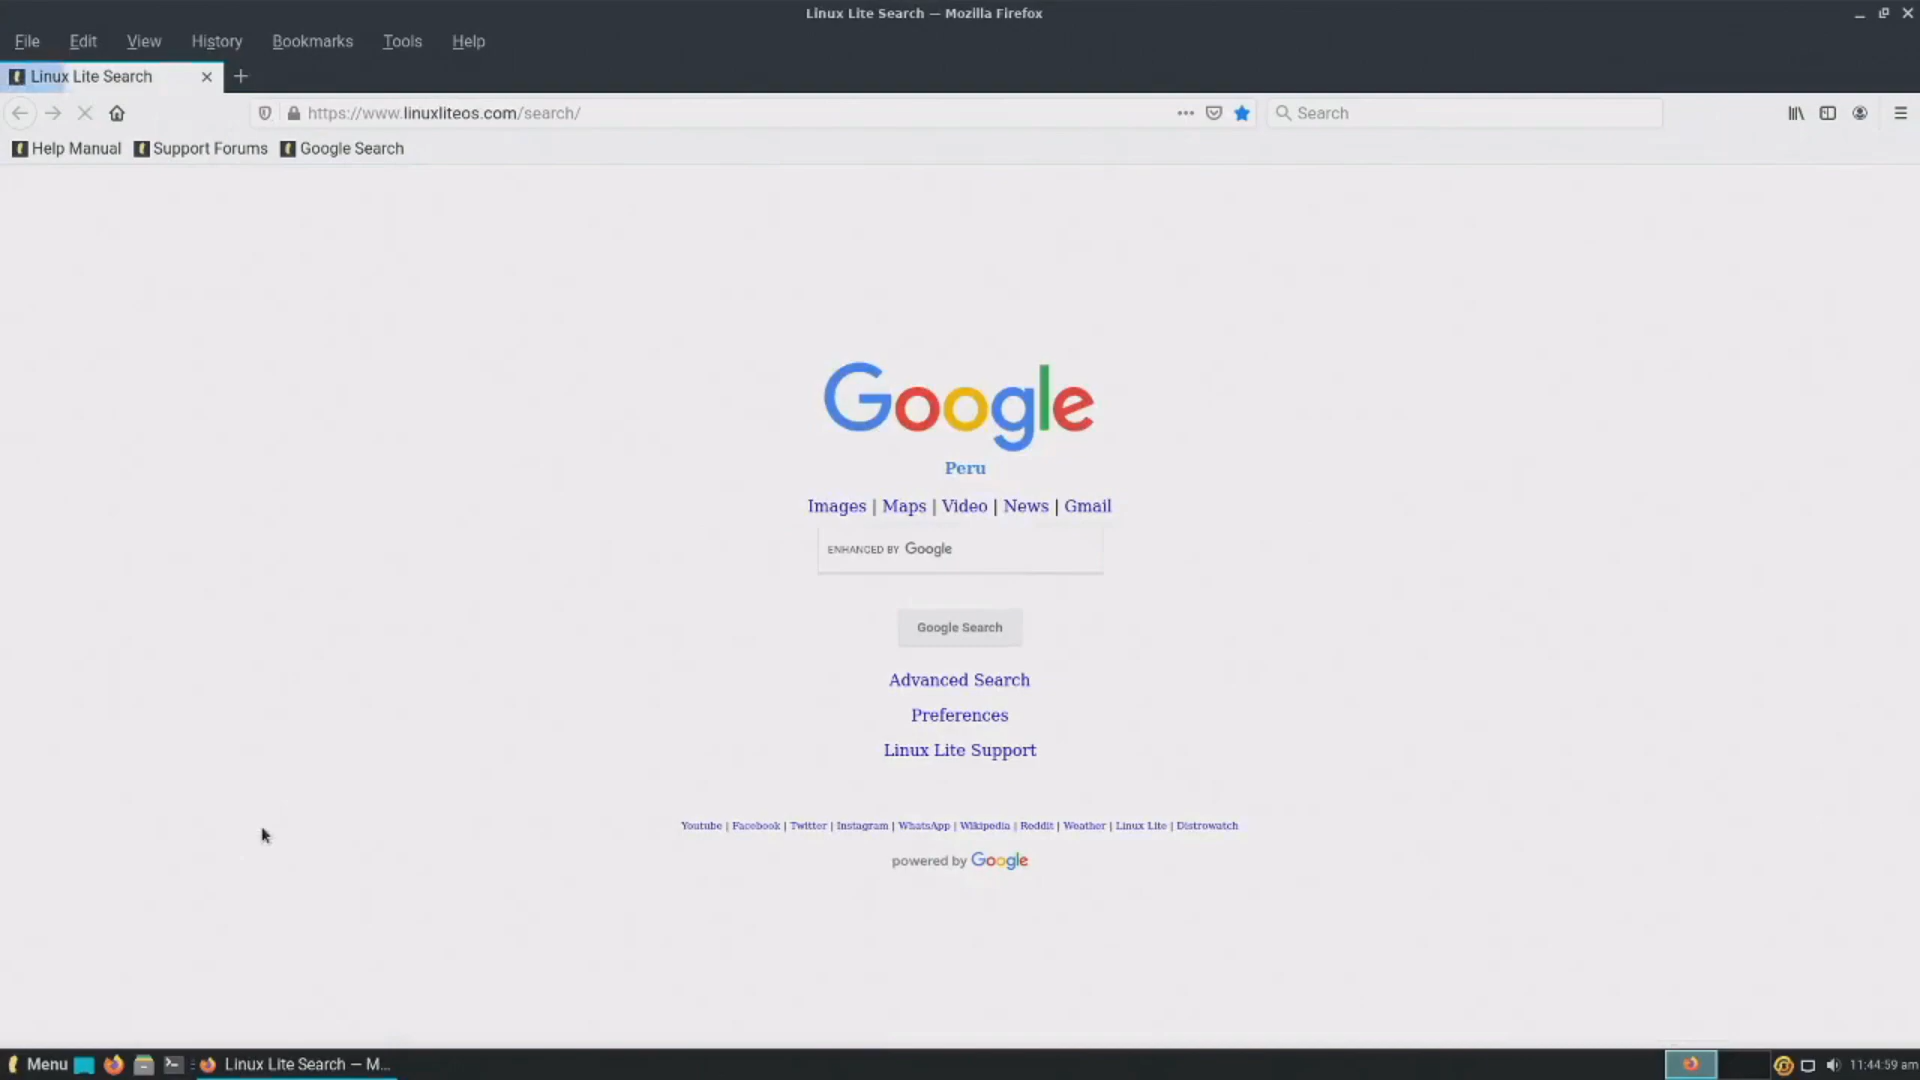 Linux Lite Search — Mozilla Firefox
File Edit View History Bookmarks Tools Help
Linux Lite Search
https://www.linuxliteos.com/search/
Search
Help Manual Support Forums Google Search
Google
Peru
Images | Maps | Video | News | Gmail
ENHANCED BY Google
Google Search
Advanced Search
Preferences
Linux Lite Support
Youtube | Facebook | Twitter | Instagram | WhatsApp | Wikipedia | Reddit | Weather | Linux Lite | Distrowatch
powered by Google
Menu Linux Lite Search — M... 11:44:59 am